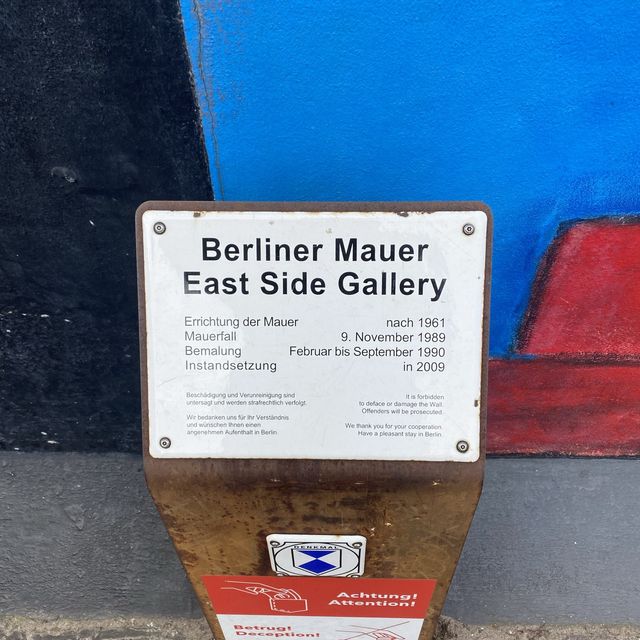 Berliner Mauer
East Side Gallery
Errichtung der Mauer nach 1961
Mauerfall 9. November 1989
Bemalung Februar bis September 1990
Instandsetzung in 2009
Beschädigung und Verunreinigung sind
untersagt und werden strafrechtlich verfolgt.
Wir bedanken uns für Ihr Verständnis
und wünschen Ihnen einen
angenehmen Aufenthalt in Berlin.
It is forbidden
to deface or damage the Wall.
Offenders will be prosecuted.
We thank you for your cooperation.
Have a pleasant stay in Berlin.
DENKMAL
Achtung!
Attention!
Betrug!
Deception!